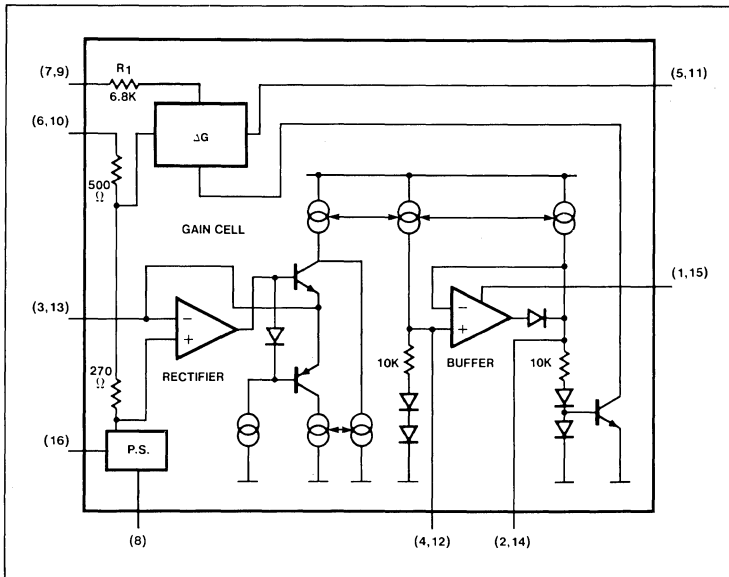 (7,9)
R1
6.8K
(5,11)
(6,10)
ΔG
500
Ω
GAIN CELL
(1,15)
(3,13)
−
+
−
+
10K
BUFFER
10K
RECTIFIER
270
Ω
(16)
P.S.
(8)
(4,12)
(2,14)